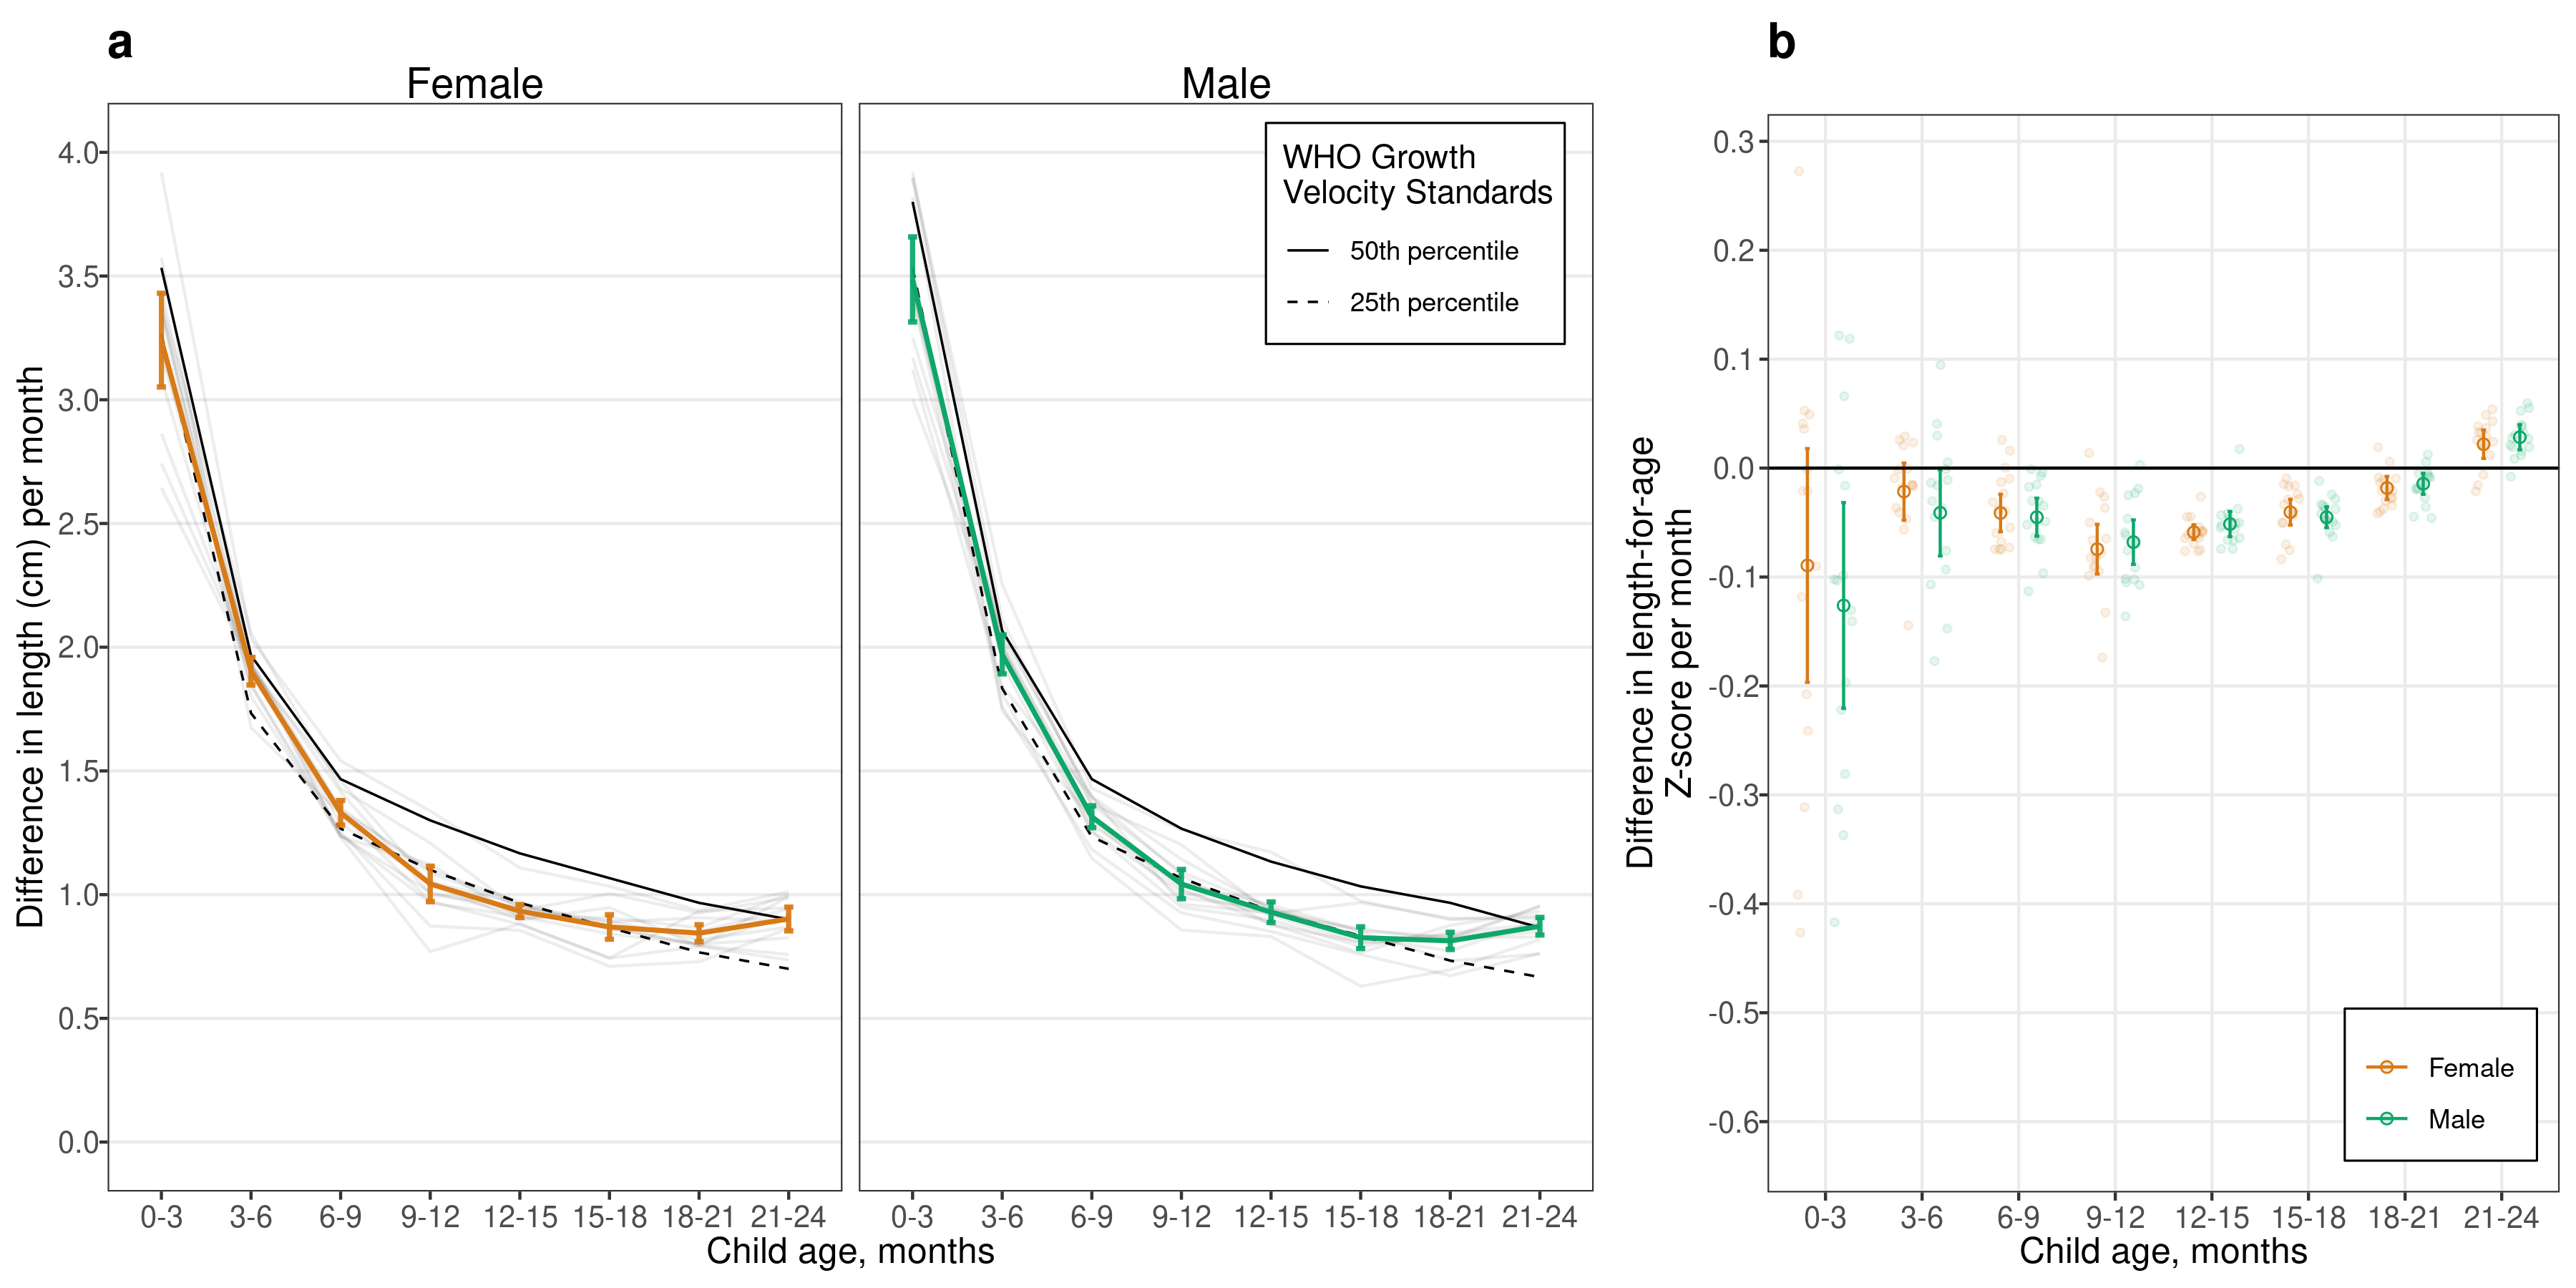 a
Female
Male
4.0
3.5
3.0
2.5
2.0
1.5
1.0
0.5
0.0
Difference in length (cm) per month
WHO Growth
Velocity Standards
50th percentile
25th percentile
0-3 3-6 6-9 9-12 12-15 15-18 18-21 21-24
0-3 3-6 6-9 9-12 12-15 15-18 18-21 21-24
Child age, months
b
0.3
0.2
0.1
0.0
-0.1
-0.2
-0.3
-0.4
-0.5
-0.6
Difference in length-for-age
Z-score per month
Female
Male
0-3 3-6 6-9 9-12 12-15 15-18 18-21 21-24
Child age, months